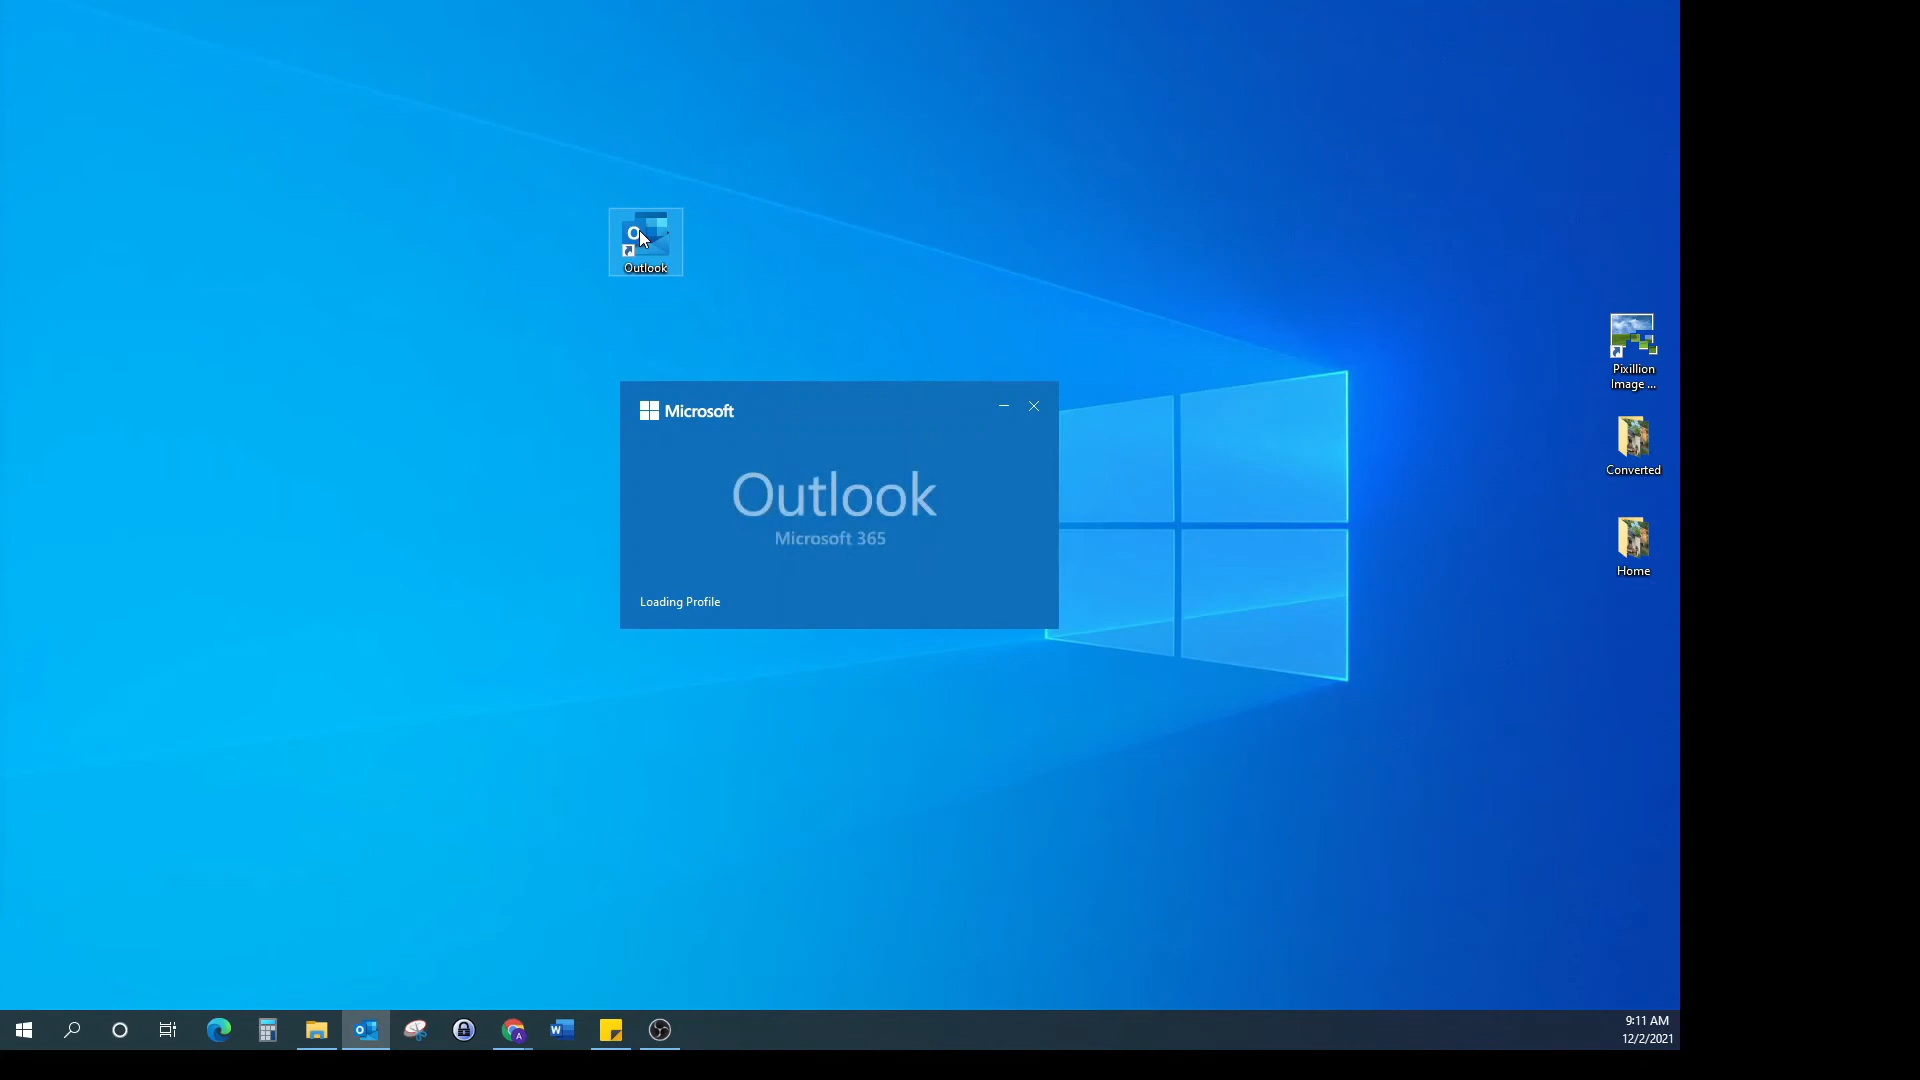 Outlook
Microsoft
Outlook
Microsoft 365
Loading Profile
Pixillion
Image ...
Converted
Home
9:11 AM
12/2/2021